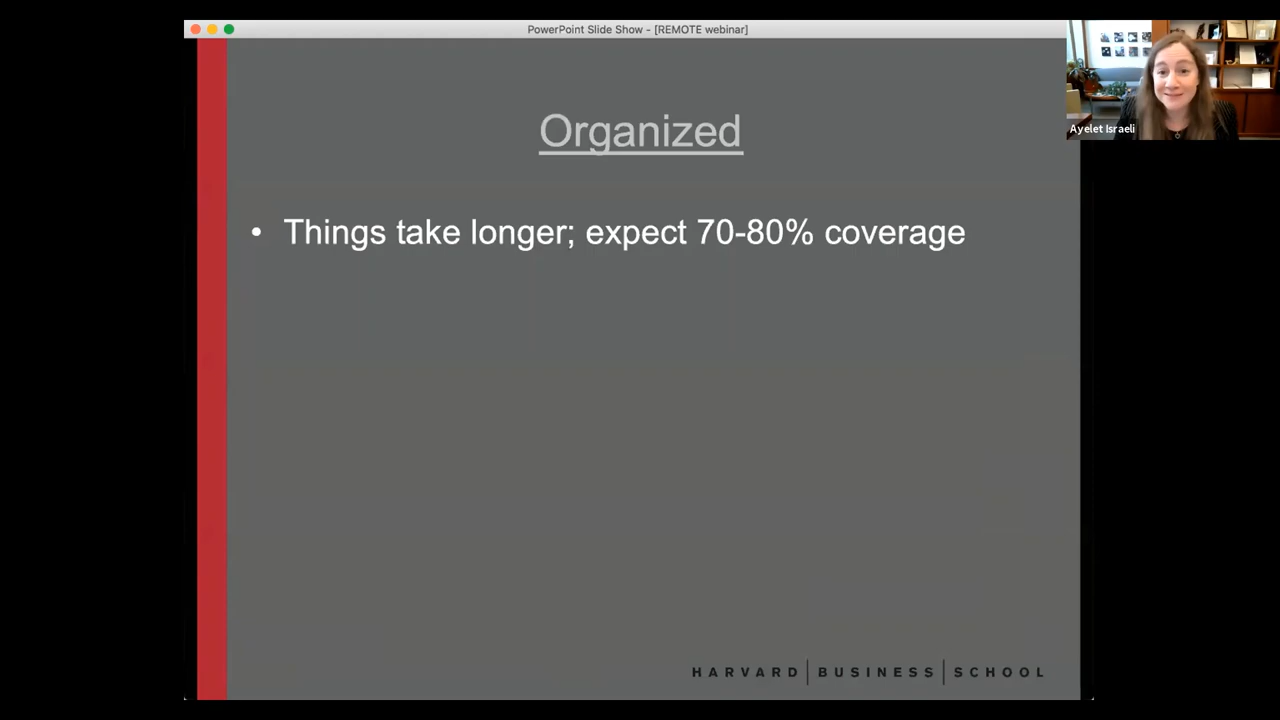 PowerPoint Slide Show - [REMOTE webinar]
Ayelet Israeli
Organized
• Things take longer; expect 70-80% coverage
HARVARD | BUSINESS | SCHOOL